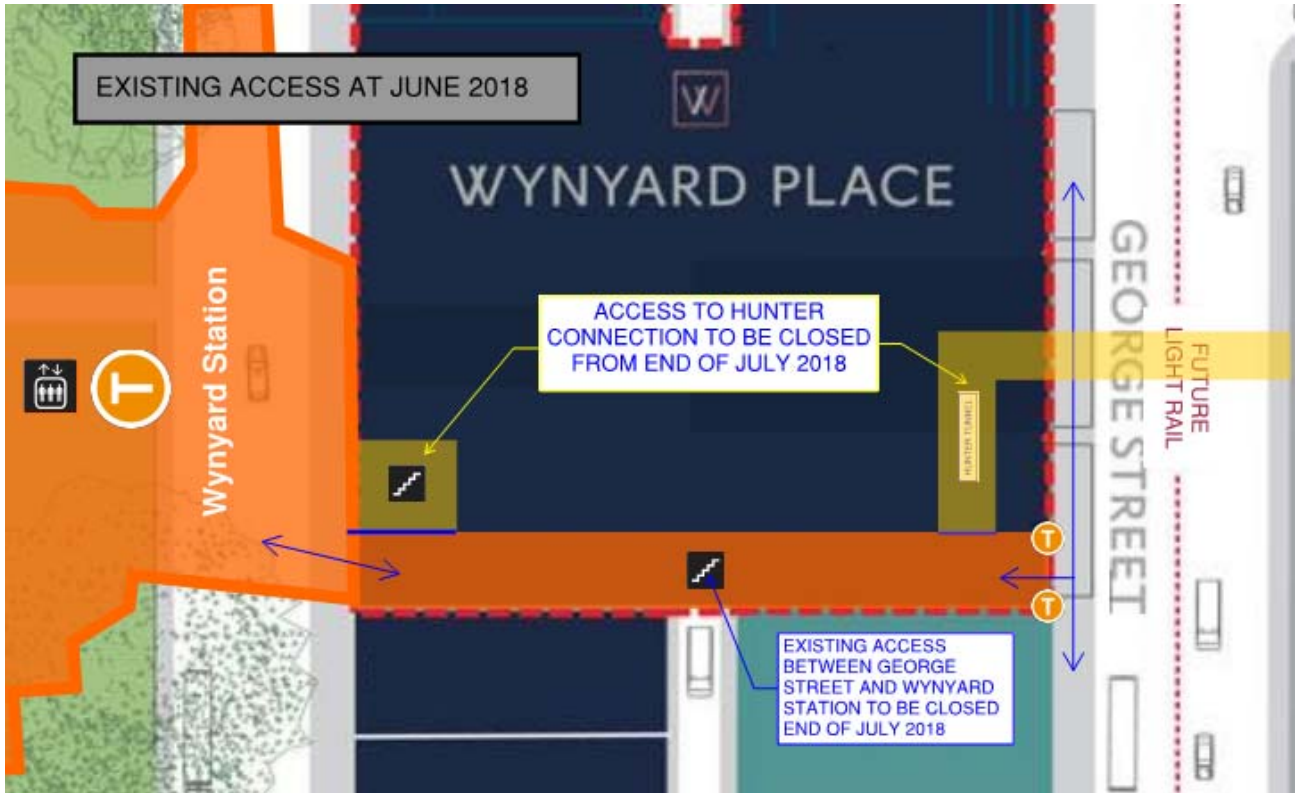 EXISTING ACCESS AT JUNE 2018
W
WYNYARD PLACE
ACCESS TO HUNTER
CONNECTION TO BE CLOSED
FROM END OF JULY 2018
Wynyard Station
T
HUNTER TUNNEL
GEORGE STREET
FUTURE
LIGHT RAIL
T
T
EXISTING ACCESS
BETWEEN GEORGE
STREET AND WYNYARD
STATION TO BE CLOSED
END OF JULY 2018